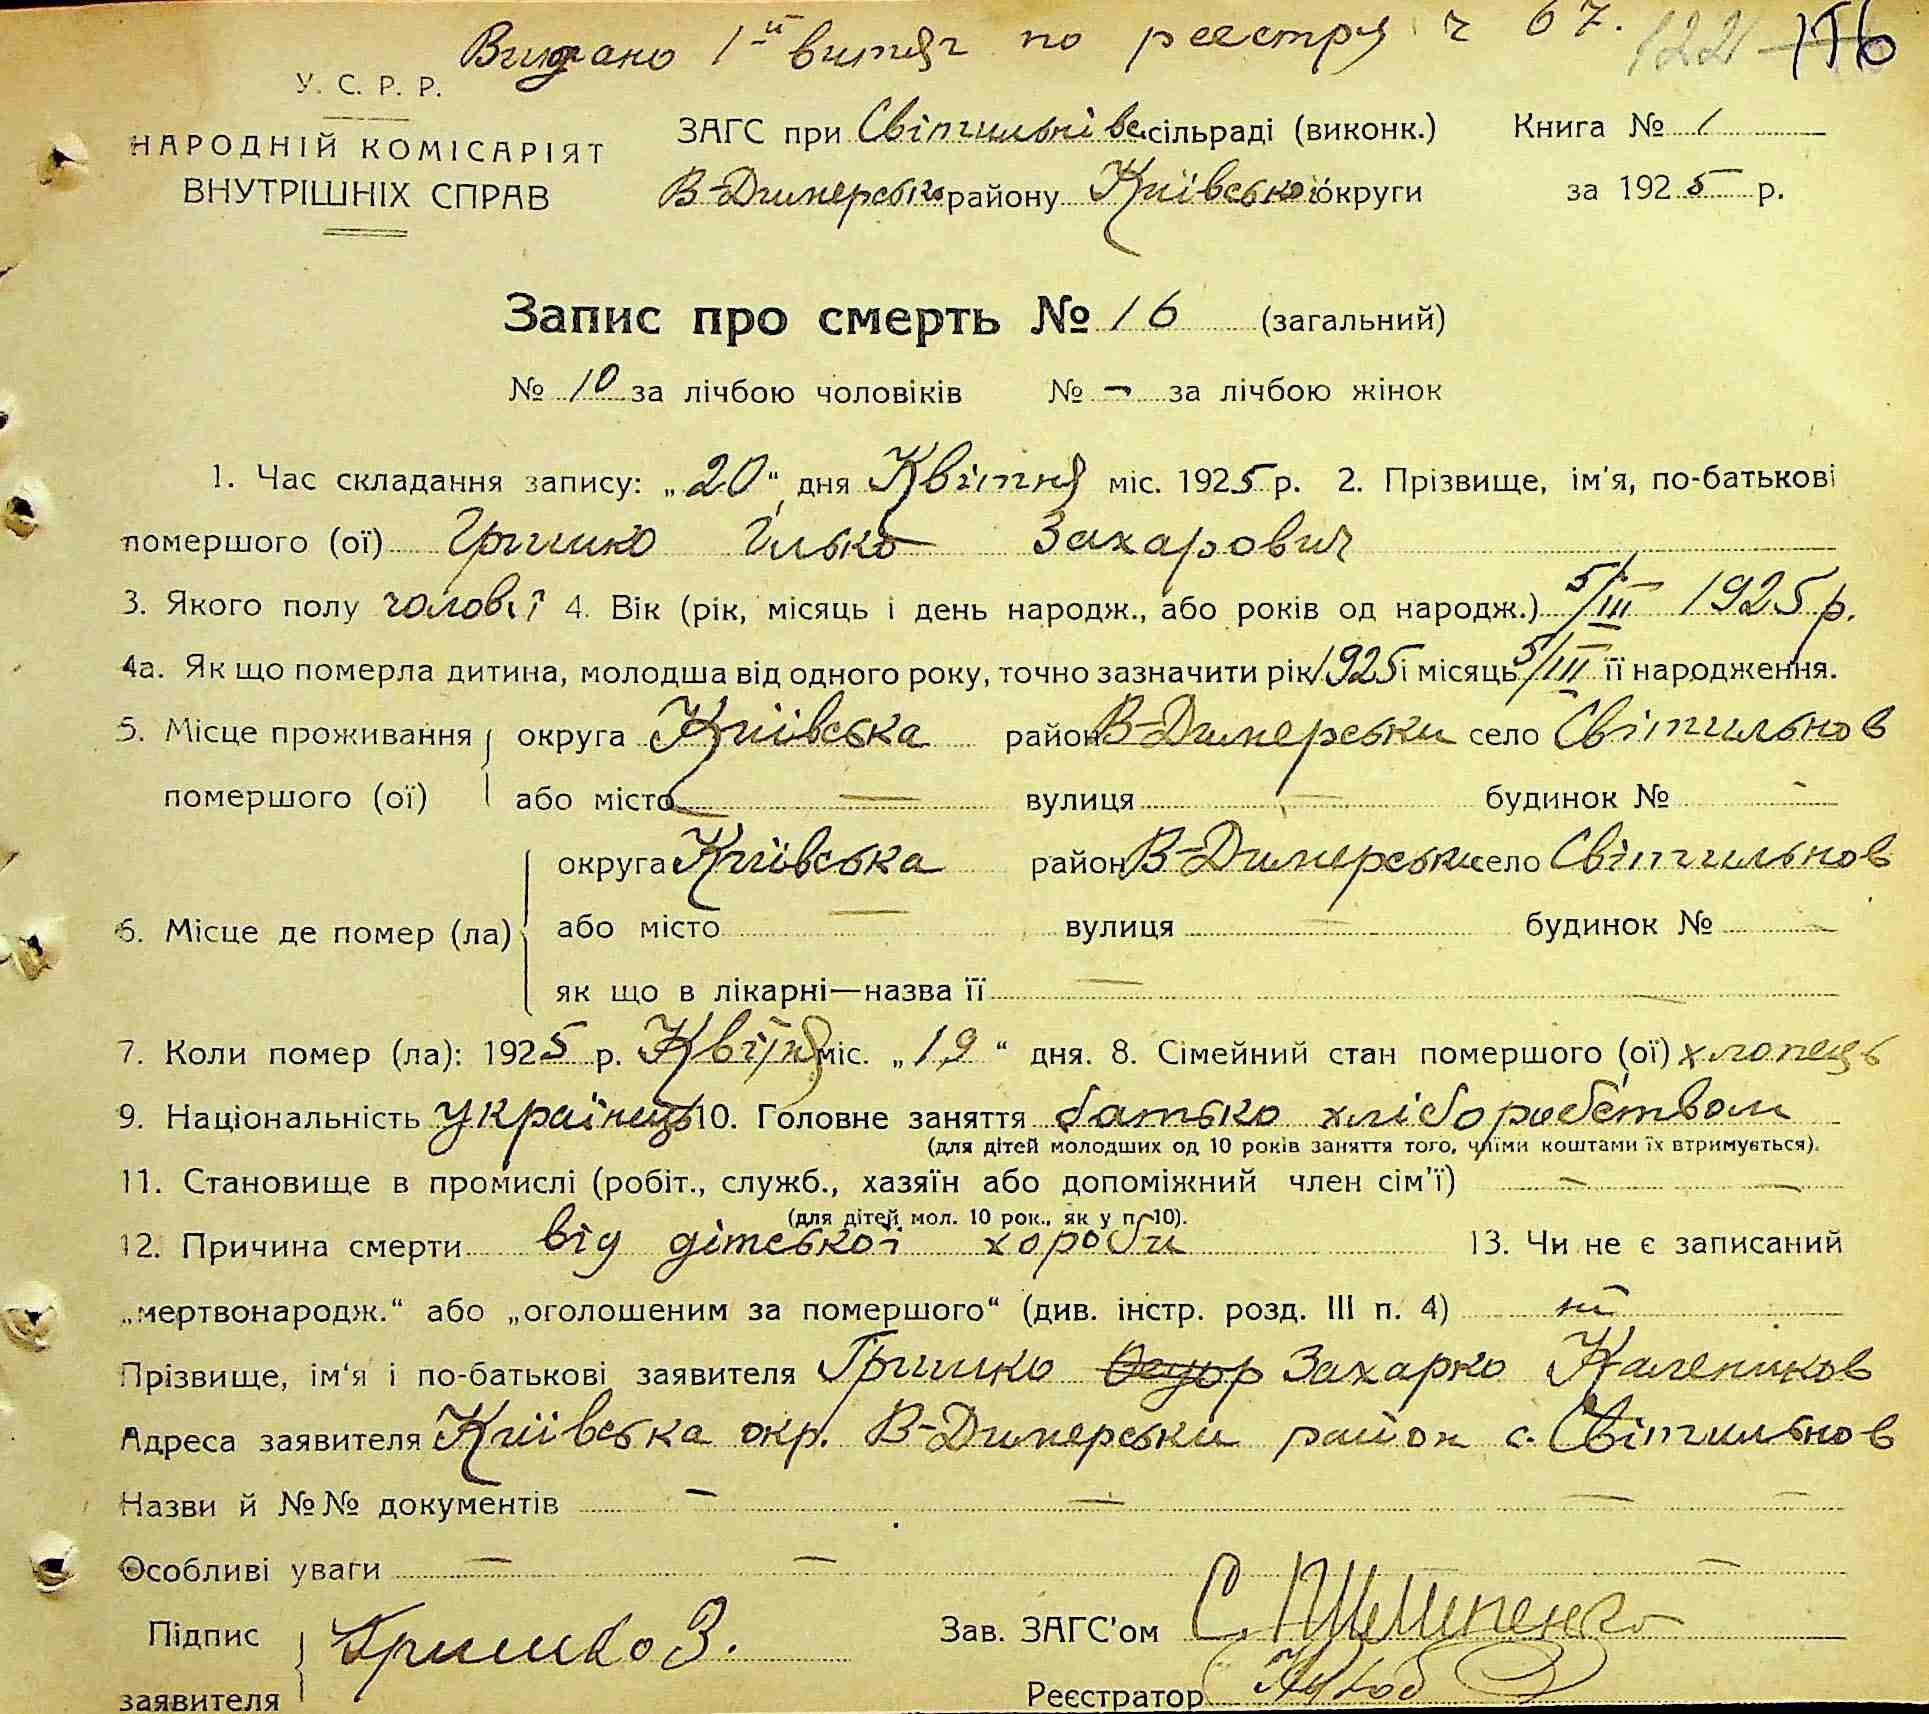 Видано 1-ий витяг по реестря ч 67. 122 116
У. С. Р. Р.
НАРОДНІЙ КОМІСАРІЯТ
ВНУТРІШНІХ СПРАВ
ЗАГС при Світильнівс. сільраді (виконк.) Книга № 1
В-Димерсько району Київської округи за 1925 р.
Запис про смерть № 16 (загальний)
№ 10 за лічбою чоловіків № - за лічбою жінок
1. Час складання запису: „20“ дня Квітня міс. 1925 р. 2. Прізвище, ім'я, по-батькові
помершого (ої) Гришко Ілько Захарович
3. Якого полу чолові 4. Вік (рік, місяць і день народж., або років од народж.) 5/III 1925 р.
4а. Як що померла дитина, молодша від одного року, точно зазначити рік 1925 і місяць 5/III її народження.
5. Місце проживання округа Київська район В-Димерськи село Світильнов
помершого (ої) або місто — вулиця — будинок № -
округа Київська район В-Димерськи село Світильнов
6. Місце де помер (ла) або місто — вулиця — будинок № —
як що в лікарні—назва її — —
7. Коли помер (ла): 1925 р. Квітня міс. „19“ дня. 8. Сімейний стан помершого (ої) хлопець
9. Національність українець 10. Головне заняття батько хліборобством
(для дітей молодших од 10 років заняття того, чиїми коштами їх втримується).
11. Становище в промислі (робіт., служб., хазяїн або допоміжний член сім'ї) — —
(для дітей мол. 10 рок., як у п. 10).
12. Причина смерти від дітської хороби 13. Чи не є записаний
„мертвонародж.“ або „оголошеним за помершого“ (див. інстр. розд. III п. 4) ні
Прізвище, ім'я і по-батькові заявителя Гришко Захарко Калеников
Адреса заявителя Київська окр. В-Димерськи район с. Світильнов
Назви й №№ документів — — — —
Особливі уваги — — —
Підпис заявителя Гришко З.
Зав. ЗАГС'ом
Реєстратор